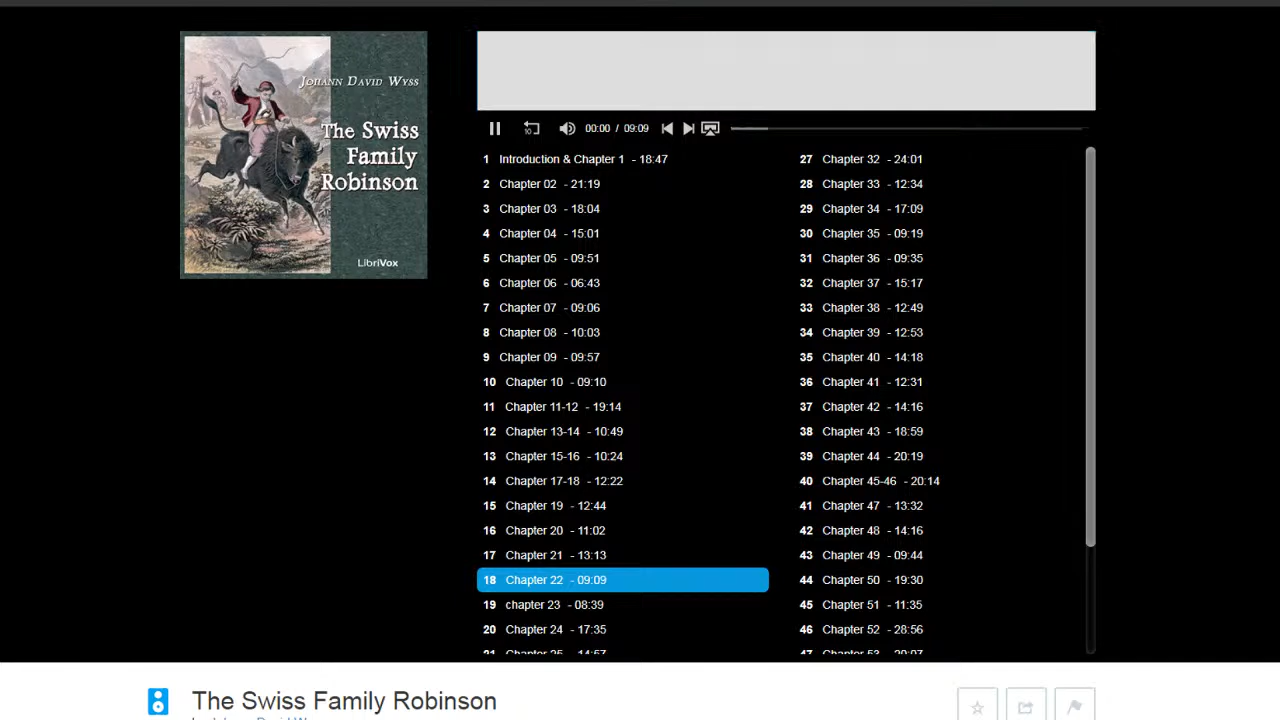 JOHANN DAVID WYSS
The Swiss
Family
Robinson
LibriVox
10
00:00 / 09:09
1 Introduction & Chapter 1 - 18:47
2 Chapter 02 - 21:19
3 Chapter 03 - 18:04
4 Chapter 04 - 15:01
5 Chapter 05 - 09:51
6 Chapter 06 - 06:43
7 Chapter 07 - 09:06
8 Chapter 08 - 10:03
9 Chapter 09 - 09:57
10 Chapter 10 - 09:10
11 Chapter 11-12 - 19:14
12 Chapter 13-14 - 10:49
13 Chapter 15-16 - 10:24
14 Chapter 17-18 - 12:22
15 Chapter 19 - 12:44
16 Chapter 20 - 11:02
17 Chapter 21 - 13:13
18 Chapter 22 - 09:09
19 chapter 23 - 08:39
20 Chapter 24 - 17:35
21 Chapter 25 - 14:57
27 Chapter 32 - 24:01
28 Chapter 33 - 12:34
29 Chapter 34 - 17:09
30 Chapter 35 - 09:19
31 Chapter 36 - 09:35
32 Chapter 37 - 15:17
33 Chapter 38 - 12:49
34 Chapter 39 - 12:53
35 Chapter 40 - 14:18
36 Chapter 41 - 12:31
37 Chapter 42 - 14:16
38 Chapter 43 - 18:59
39 Chapter 44 - 20:19
40 Chapter 45-46 - 20:14
41 Chapter 47 - 13:32
42 Chapter 48 - 14:16
43 Chapter 49 - 09:44
44 Chapter 50 - 19:30
45 Chapter 51 - 11:35
46 Chapter 52 - 28:56
47 Chapter 53
The Swiss Family Robinson